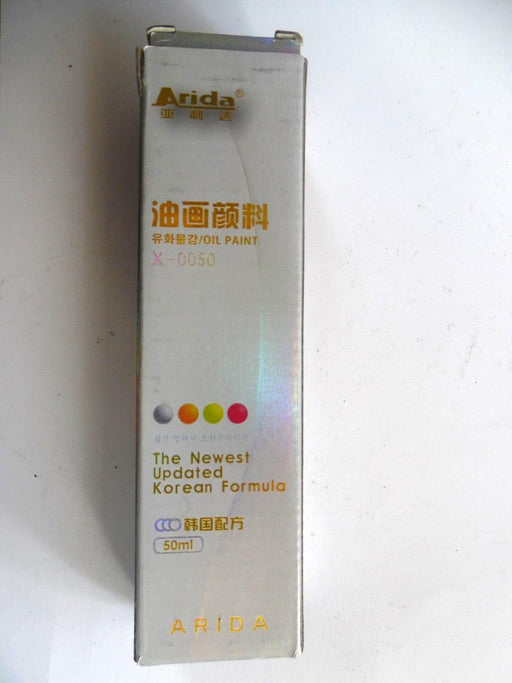 Arida®
亚利达
油画颜料
유화물감/OIL PAINT
X-0050
The Newest
Updated
Korean Formula
韩国配方
50ml
ARIDA